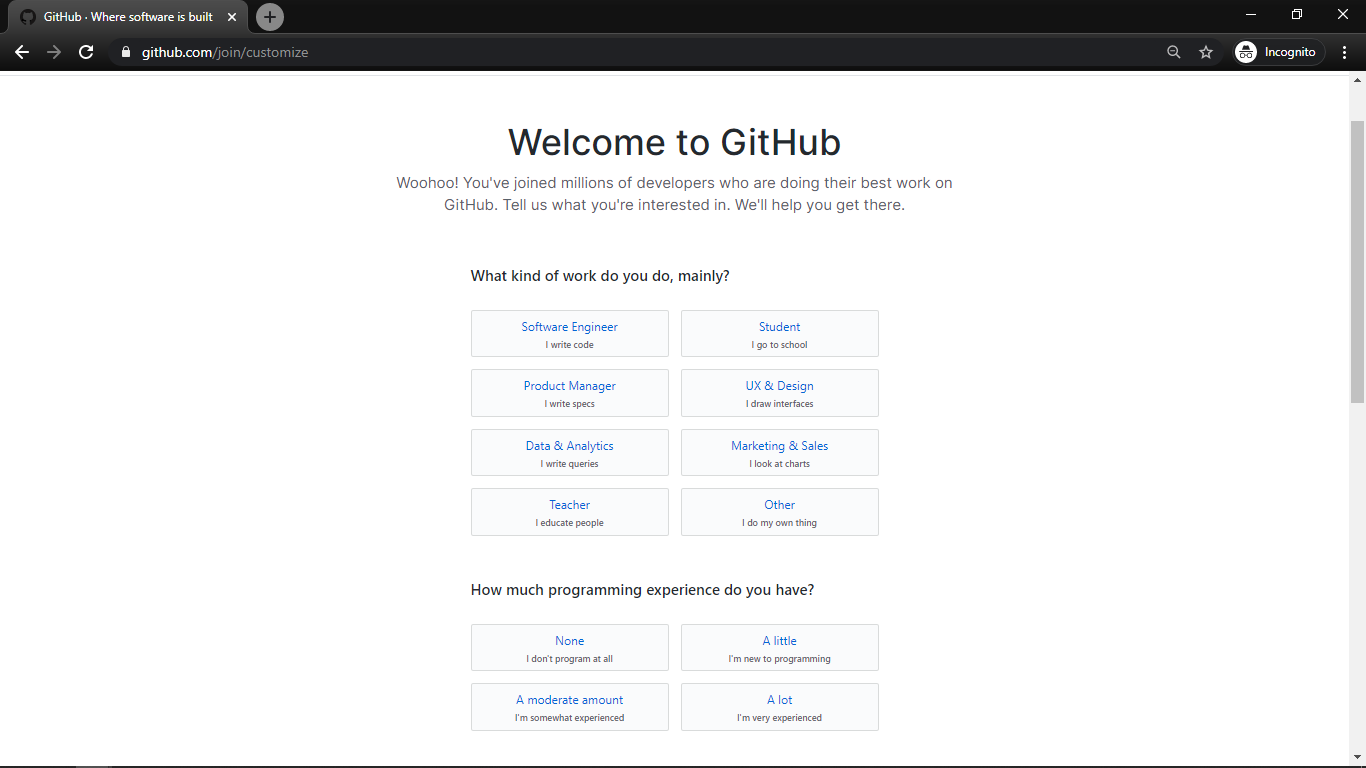 GitHub · Where software is built
github.com/join/customize
Incognito
Welcome to GitHub
Woohoo! You've joined millions of developers who are doing their best work on
GitHub. Tell us what you're interested in. We'll help you get there.
What kind of work do you do, mainly?
Software Engineer
I write code
Student
I go to school
Product Manager
I write specs
UX & Design
I draw interfaces
Data & Analytics
I write queries
Marketing & Sales
I look at charts
Teacher
I educate people
Other
I do my own thing
How much programming experience do you have?
None
I don't program at all
A little
I'm new to programming
A moderate amount
I'm somewhat experienced
A lot
I'm very experienced